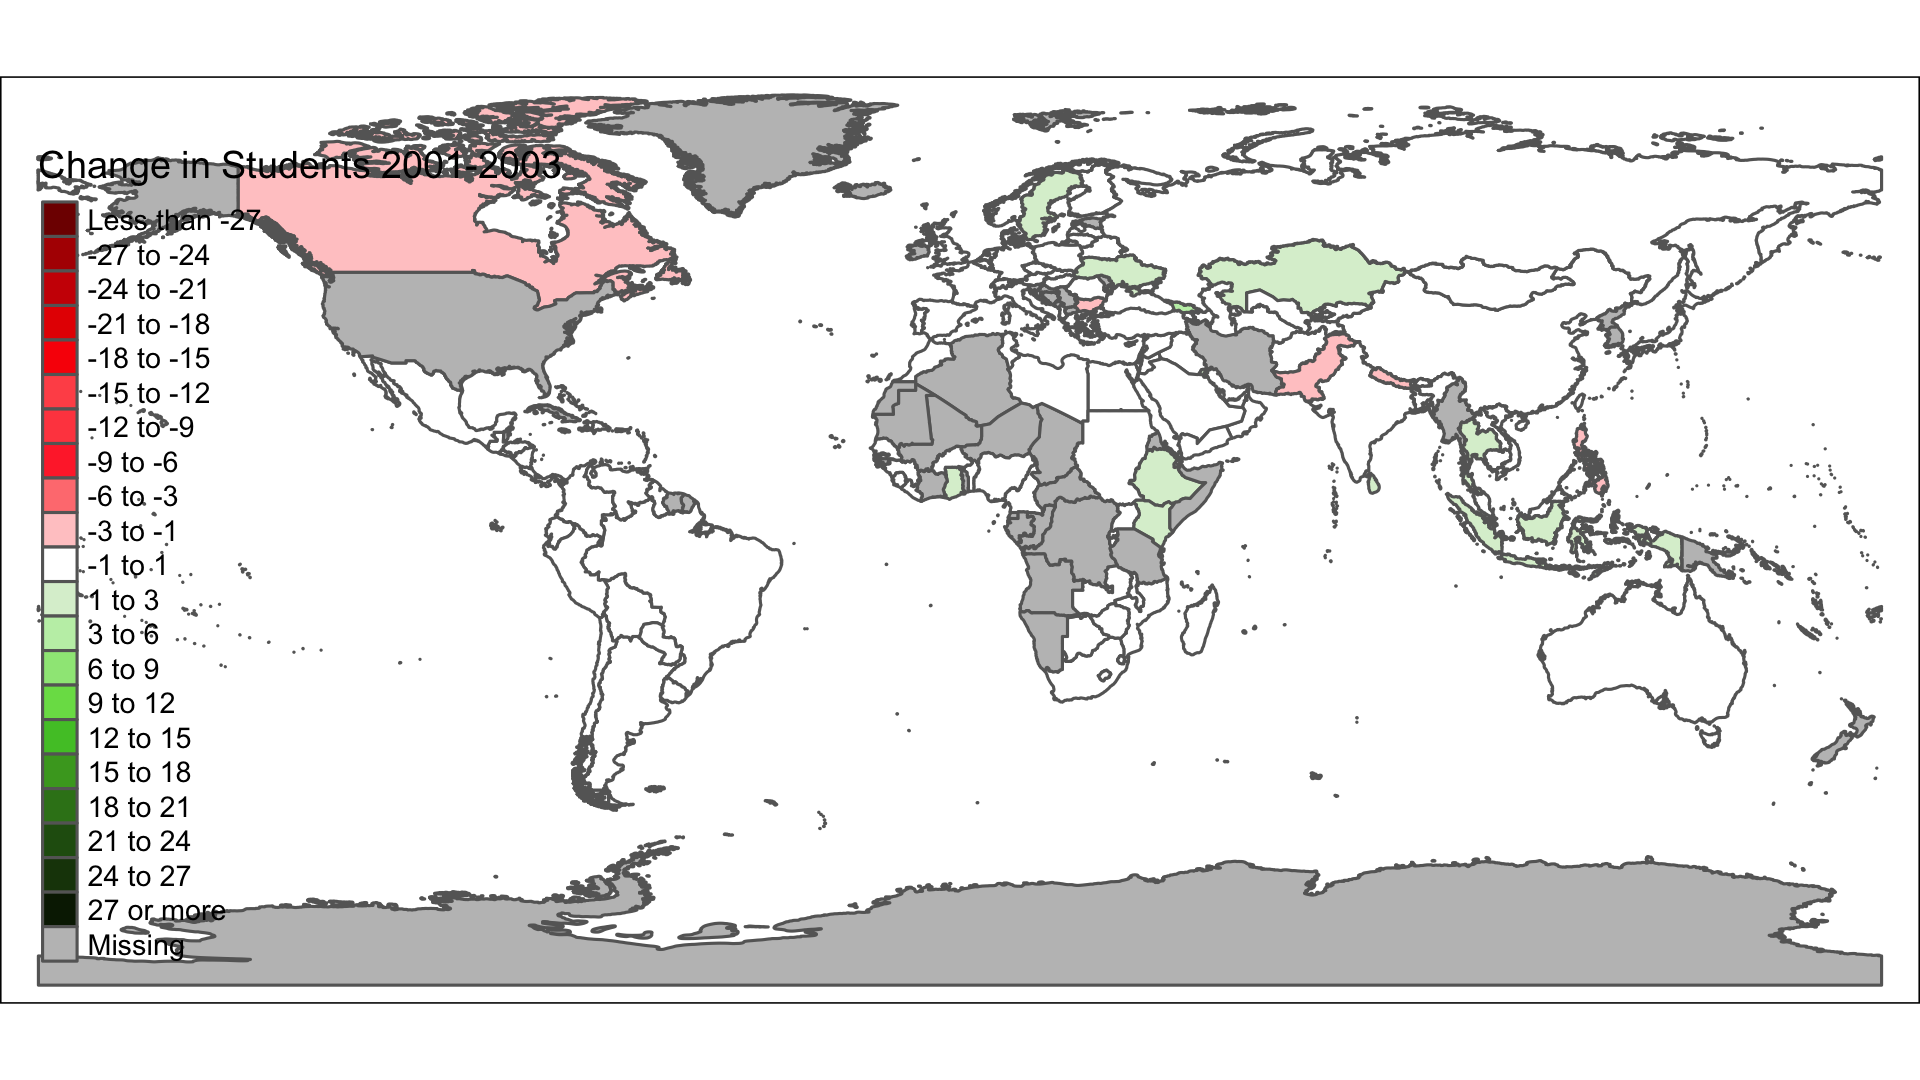 Change in Students 2001-2003
Less than -27
-27 to -24
-24 to -21
-21 to -18
-18 to -15
-15 to -12
-12 to -9
-9 to -6
-6 to -3
-3 to -1
-1 to 1
1 to 3
3 to 6
6 to 9
9 to 12
12 to 15
15 to 18
18 to 21
21 to 24
24 to 27
27 or more
Missing